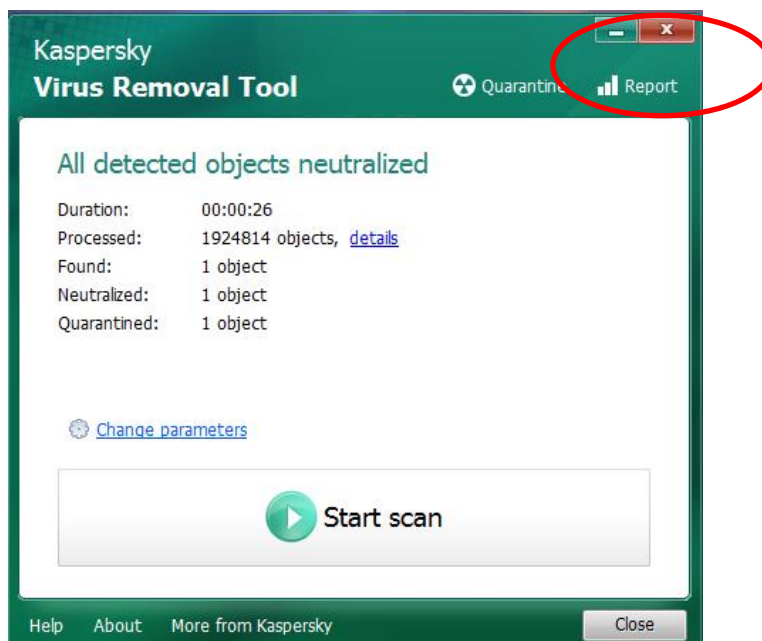 Kaspersky
Virus Removal Tool
Quarantine
Report
All detected objects neutralized
Duration: 00:00:26
Processed: 1924814 objects, details
Found: 1 object
Neutralized: 1 object
Quarantined: 1 object
Change parameters
Start scan
Help About More from Kaspersky Close